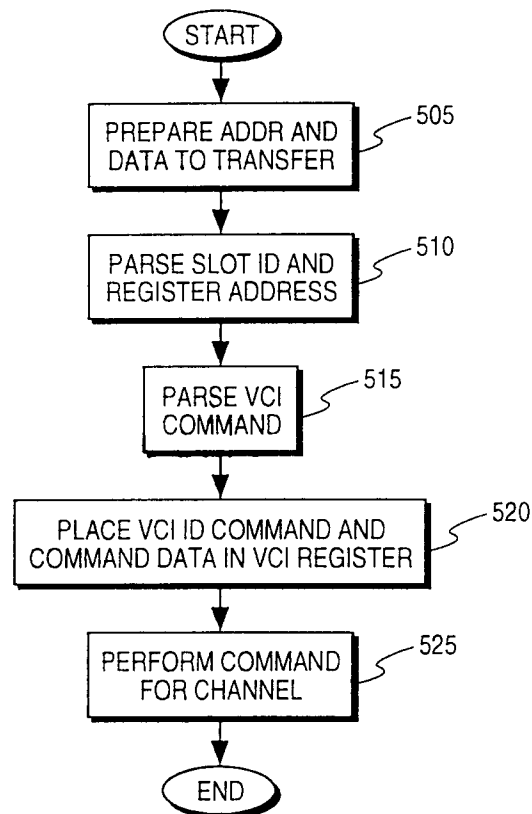 START
PREPARE ADDR AND
DATA TO TRANSFER
505
PARSE SLOT ID AND
REGISTER ADDRESS
510
PARSE VCI
COMMAND
515
PLACE VCI ID COMMAND AND
COMMAND DATA IN VCI REGISTER
520
PERFORM COMMAND
FOR CHANNEL
525
END